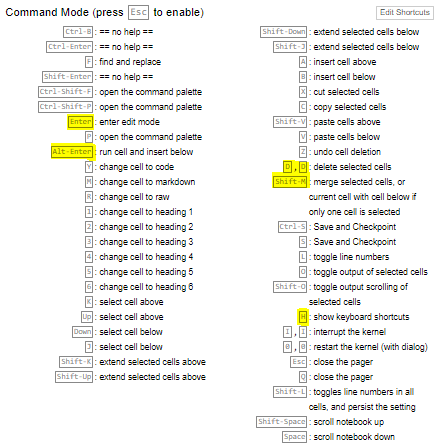 Command Mode (press Esc to enable)
Edit Shortcuts
Ctrl-B : == no help ==
Ctrl-Enter : == no help ==
F : find and replace
Shift-Enter : == no help ==
Ctrl-Shift-F : open the command palette
Ctrl-Shift-P : open the command palette
Enter : enter edit mode
P : open the command palette
Alt-Enter : run cell and insert below
Y : change cell to code
M : change cell to markdown
R : change cell to raw
1 : change cell to heading 1
2 : change cell to heading 2
3 : change cell to heading 3
4 : change cell to heading 4
5 : change cell to heading 5
6 : change cell to heading 6
K : select cell above
Up : select cell above
Down : select cell below
J : select cell below
Shift-K : extend selected cells above
Shift-Up : extend selected cells above
Shift-Down : extend selected cells below
Shift-J : extend selected cells below
A : insert cell above
B : insert cell below
X : cut selected cells
C : copy selected cells
Shift-V : paste cells above
V : paste cells below
Z : undo cell deletion
D , D : delete selected cells
Shift-M : merge selected cells, or
current cell with cell below if
only one cell is selected
Ctrl-S : Save and Checkpoint
S : Save and Checkpoint
L : toggle line numbers
O : toggle output of selected cells
Shift-O : toggle output scrolling of
selected cells
H : show keyboard shortcuts
I , I : interrupt the kernel
0 , 0 : restart the kernel (with dialog)
Esc : close the pager
Q : close the pager
Shift-L : toggles line numbers in all
cells, and persist the setting
Shift-Space : scroll notebook up
Space : scroll notebook down